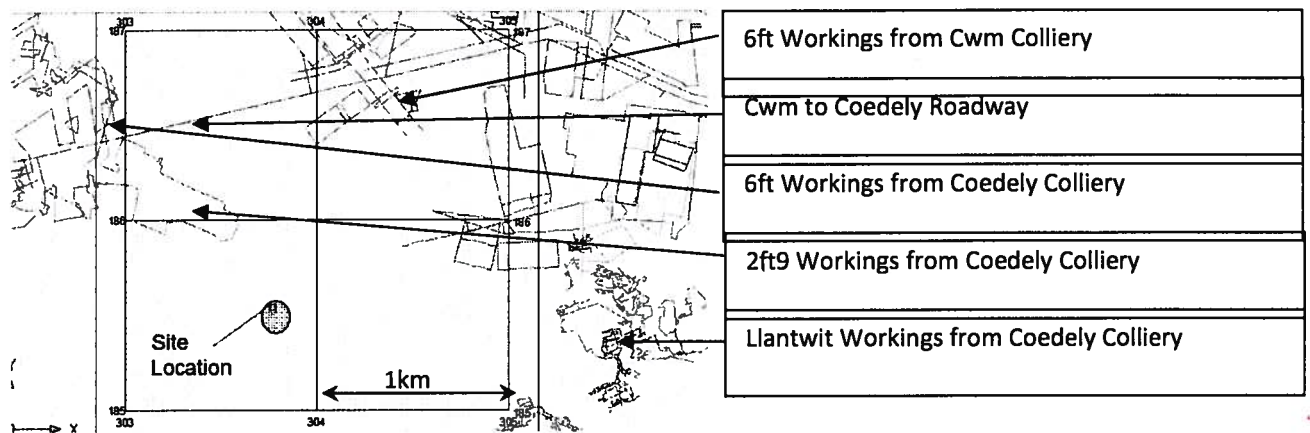 303
304
305
187
187
6ft Workings from Cwm Colliery
Cwm to Coedely Roadway
6ft Workings from Coedely Colliery
186
186
2ft9 Workings from Coedely Colliery
Site
Location
Llantwit Workings from Coedely Colliery
1km
185
185
303
304
305
X